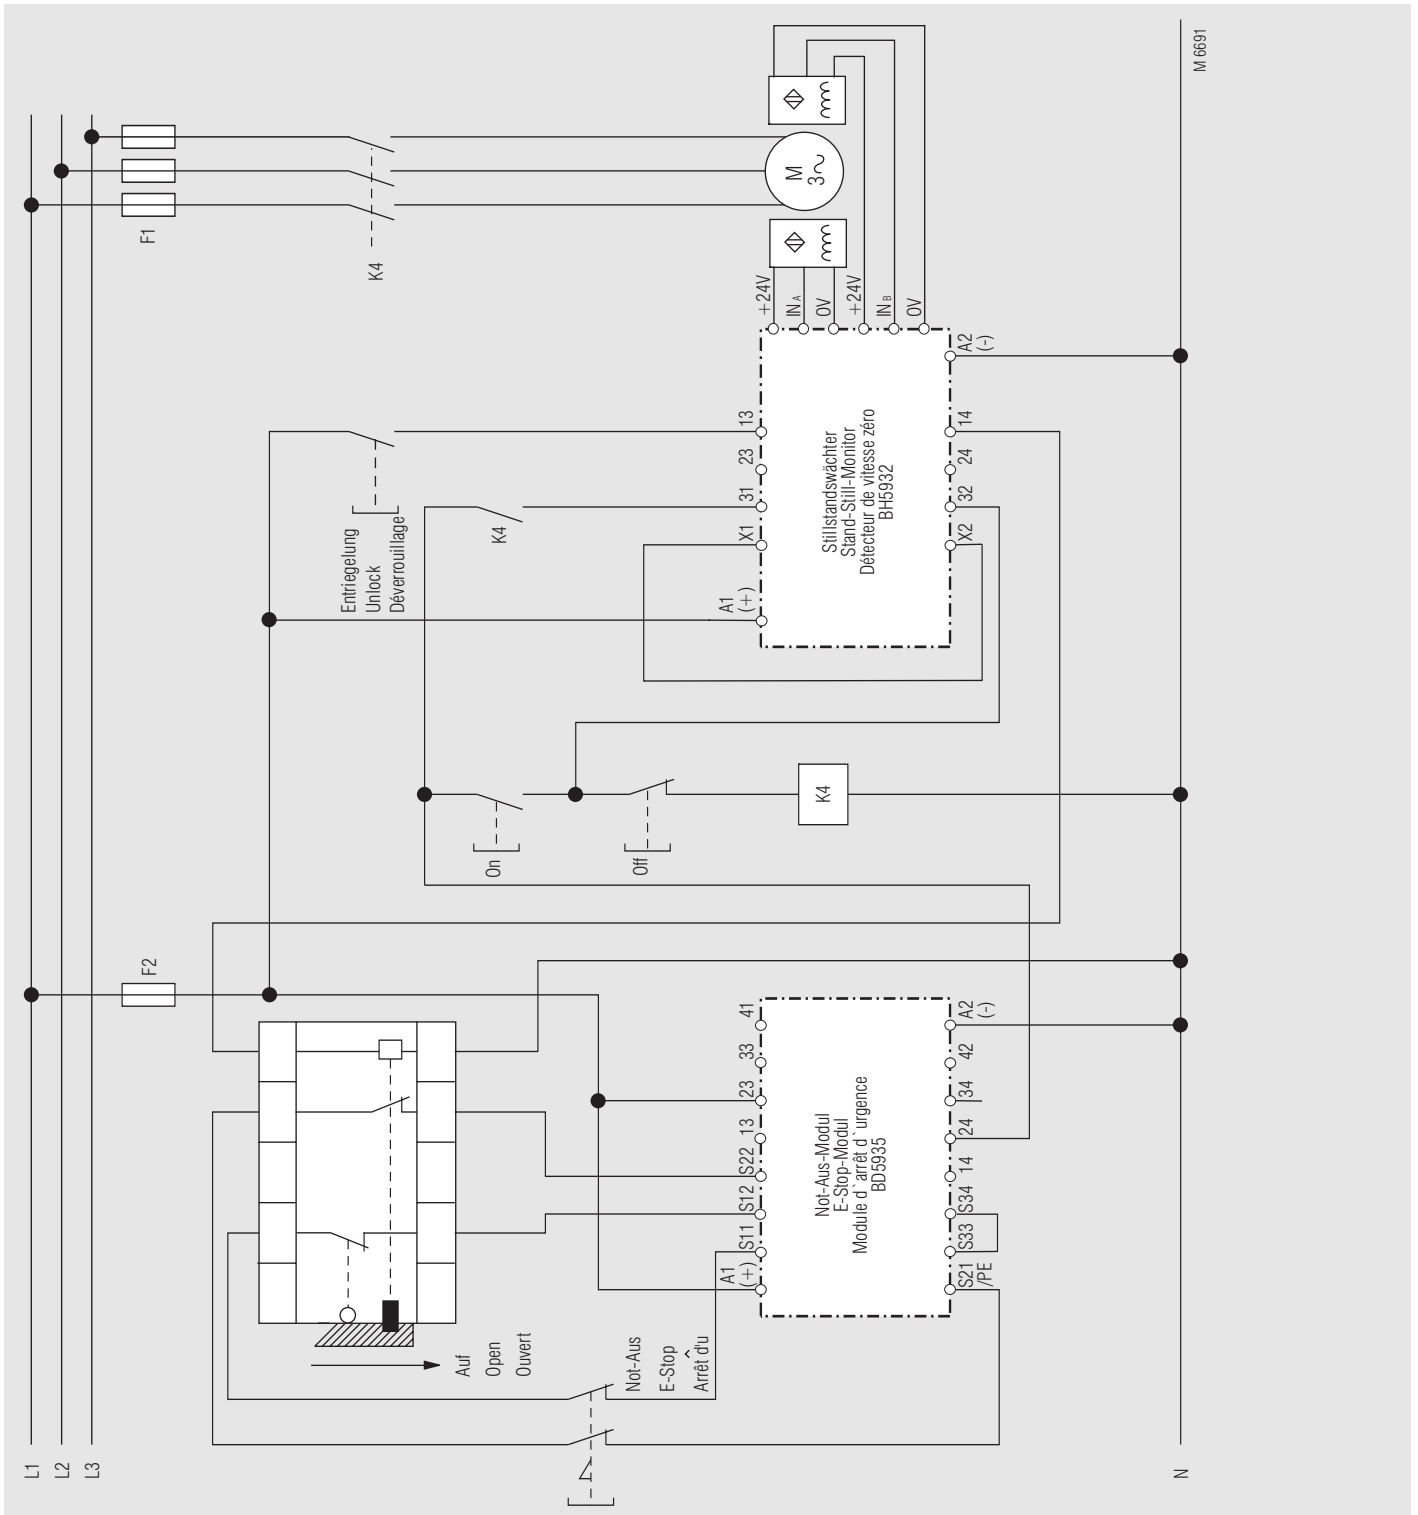 L1
L2
L3
F2
F1
K4
M
3
Auf
Open
Ouvert
Not-Aus
E-Stop
Arrêt d'u
A1
(+)
S11
S12
S22
13
23
33
41
Not-Aus-Modul
E-Stop-Modul
Module d`arrêt d`urgence
BD5935
S21
/PE
S33
S34
14
24
34
42
A2
(-)
On
Off
K4
Entriegelung
Unlock
Déverrouillage
K4
A1
(+)
X1
31
23
13
+24V
IN A
0V
+24V
IN B
0V
Stillstandswächter
Stand-Still-Monitor
Détecteur de vitesse zéro
BH5932
X2
32
24
14
A2
(-)
N
M 6691